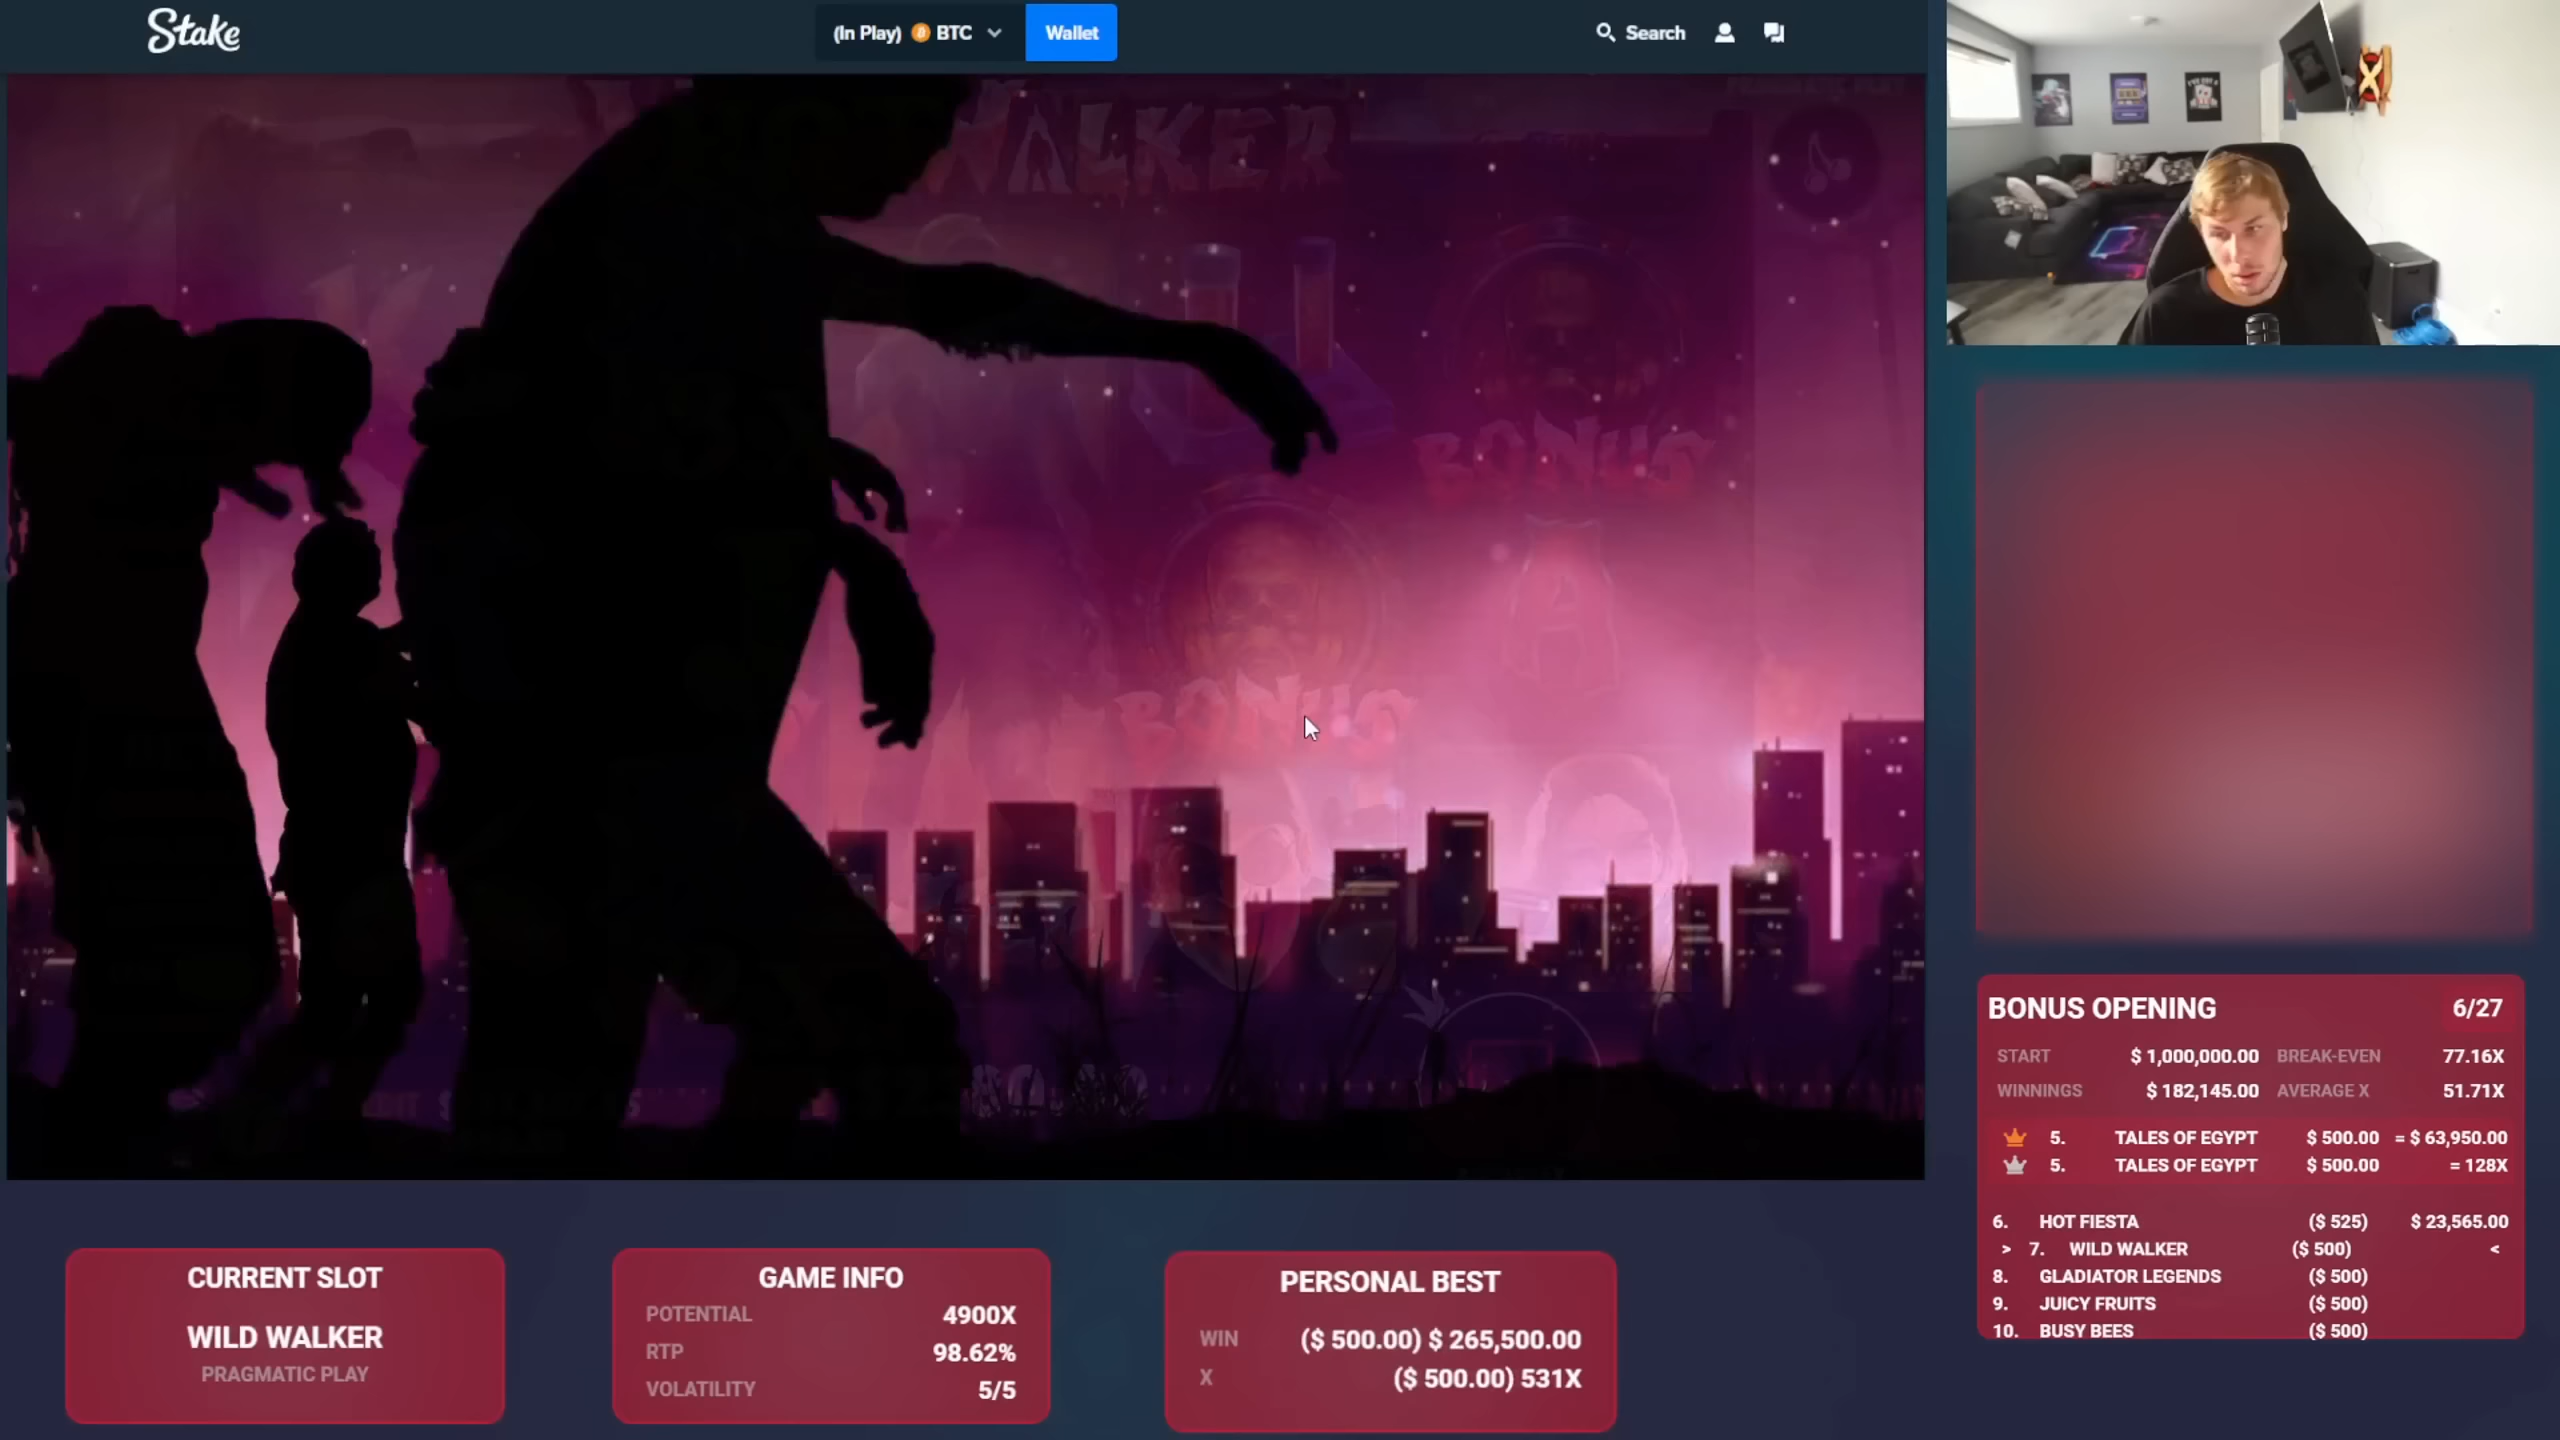 Stake
(In Play) BTC
Wallet
Search
WALKER
BONUS
BONUS
A
BONUS OPENING 6/27
START $ 1,000,000.00 BREAK-EVEN 77.16X
WINNINGS $ 182,145.00 AVERAGE X 51.71X
5. TALES OF EGYPT $ 500.00 = $ 63,950.00
5. TALES OF EGYPT $ 500.00 = 128X
6. HOT FIESTA ($ 525) $ 23,565.00
> 7. WILD WALKER ($ 500) <
8. GLADIATOR LEGENDS ($ 500)
9. JUICY FRUITS ($ 500)
10. BUSY BEES ($ 500)
CURRENT SLOT
WILD WALKER
PRAGMATIC PLAY
GAME INFO
POTENTIAL 4900X
RTP 98.62%
VOLATILITY 5/5
PERSONAL BEST
WIN ($ 500.00) $ 265,500.00
X ($ 500.00) 531X